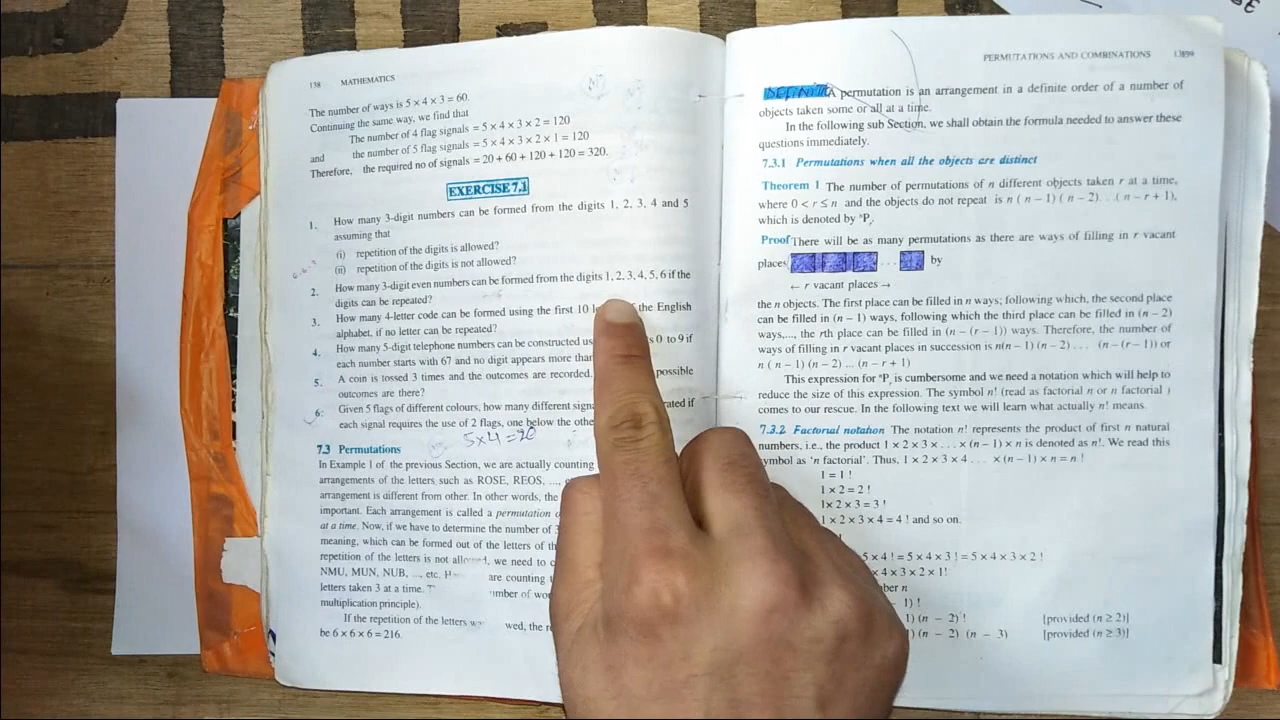 138 MATHEMATICS
The number of ways is 5 × 4 × 3 = 60.
Continuing the same way, we find that
The number of 4 flag signals = 5 × 4 × 3 × 2 = 120
and the number of 5 flag signals = 5 × 4 × 3 × 2 × 1 = 120
Therefore, the required no of signals = 20 + 60 + 120 + 120 = 320.
EXERCISE 7.1
1. How many 3-digit numbers can be formed from the digits 1, 2, 3, 4 and 5
assuming that
(i) repetition of the digits is allowed?
(ii) repetition of the digits is not allowed?
2. How many 3-digit even numbers can be formed from the digits 1, 2, 3, 4, 5, 6 if the
digits can be repeated?
3. How many 4-letter code can be formed using the first 10 the English
alphabet, if no letter can be repeated?
4. How many 5-digit telephone numbers can be constructed 0 to 9 if
each number starts with 67 and no digit appears more
5. A coin is tossed 3 times and the outcomes are recorded. possible
outcomes are there?
6. Given 5 flags of different colours, how many different if
each signal requires the use of 2 flags, one below the
5×4=20
7.3 Permutations
In Example 1 of the previous Section, we are actually counting
arrangements of the letters such as ROSE, REOS, ...,
arrangement is different from other. In other words, the
important. Each arrangement is called a permutation
at a time. Now, if we have to determine the number of
meaning, which can be formed out of the letters of
repetition of the letters is not we need to
NMU, MUN, NUB, ..., etc. are counting
letters taken 3 at a time. of
multiplication principle).
If the repetition of the letters the
be 6 × 6 × 6 = 216.
PERMUTATIONS AND COMBINATIONS
A permutation is an arrangement in a definite order of a number of
objects taken some or all at a time.
In the following sub Section, we shall obtain the formula needed to answer these
questions immediately.
7.3.1 Permutations when all the objects are distinct
Theorem 1 The number of permutations of n different objects taken r at a time,
where 0 < r ≤ n and the objects do not repeat is n ( n − 1) ( n − 2). . .( n − r + 1),
which is denoted by ⁿPᵣ.
Proof There will be as many permutations as there are ways of filling in r vacant
places by
← r vacant places →
the n objects. The first place can be filled in n ways; following which, the second place
can be filled in (n − 1) ways, following which the third place can be filled in (n − 2)
ways,..., the rth place can be filled in (n − (r − 1)) ways. Therefore, the number of
ways of filling in r vacant places in succession is n(n − 1) (n − 2) . . . (n − (r − 1)) or
n ( n − 1) (n − 2) ... (n − r + 1)
This expression for ⁿPᵣ is cumbersome and we need a notation which will help to
reduce the size of this expression. The symbol n! (read as factorial n or n factorial )
comes to our rescue. In the following text we will learn what actually n! means.
7.3.2 Factorial notation The notation n! represents the product of first n natural
numbers, i.e., the product 1 × 2 × 3 × . . . × (n − 1) × n is denoted as n!. We read this
symbol as 'n factorial'. Thus, 1 × 2 × 3 × 4 . . . × (n − 1) × n = n !
1 = 1 !
1 × 2 = 2 !
1 × 2 × 3 = 3 !
1 × 2 × 3 × 4 = 4 ! and so on.
5 × 4 ! = 5 × 4 × 3 ! = 5 × 4 × 3 × 2 !
× 4 × 3 × 2 × 1!
n
1) !
1) (n − 2) ! [provided (n ≥ 2)]
1) (n − 2) (n − 3) [provided (n ≥ 3)]